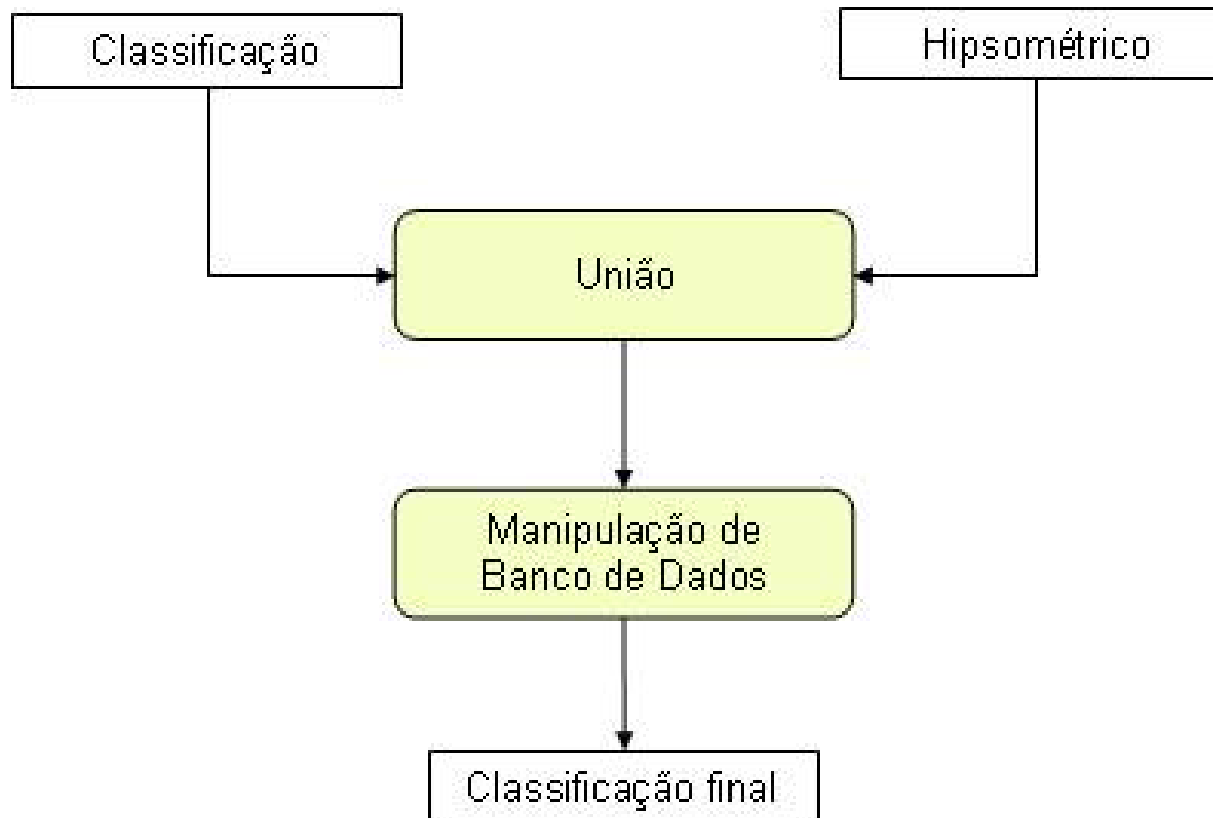 Classificação
Hipsométrico
União
Manipulação de
Banco de Dados
Classificação final